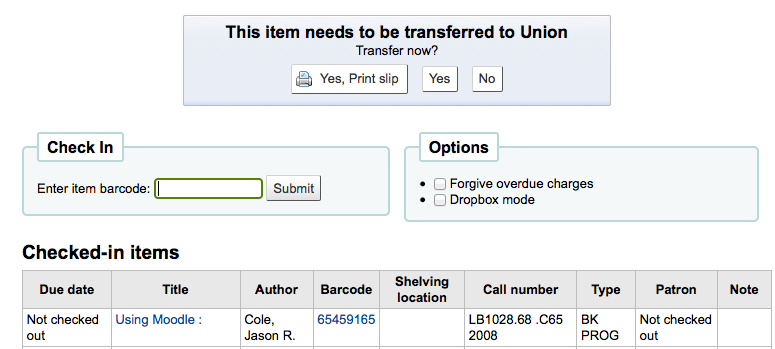 This item needs to be transferred to Union
Transfer now?
Yes, Print slip Yes No
Check In
Enter item barcode: Submit
Options
• Forgive overdue charges
• Dropbox mode
Checked-in items
Due date Title Author Barcode Shelving location Call number Type Patron Note
Not checked out Using Moodle : Cole, Jason R. 65459165 LB1028.68 .C65 2008 BK PROG Not checked out